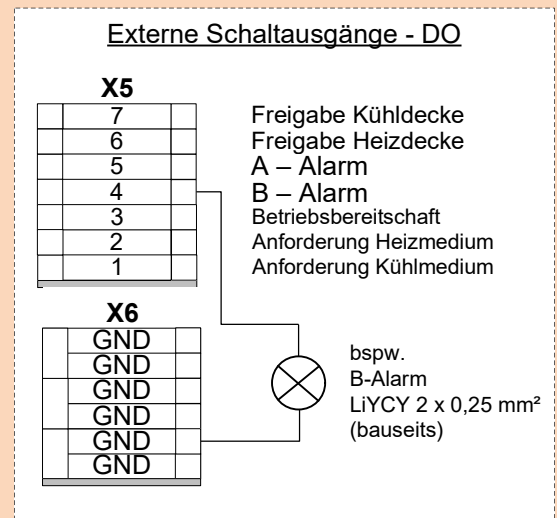 Externe Schaltausgänge - DO
X5
7 Freigabe Kühldecke
6 Freigabe Heizdecke
5 A – Alarm
4 B – Alarm
3 Betriebsbereitschaft
2 Anforderung Heizmedium
1 Anforderung Kühlmedium
X6
GND
GND
GND
GND
GND
GND
bspw.
B-Alarm
LiYCY 2 x 0,25 mm²
(bauseits)